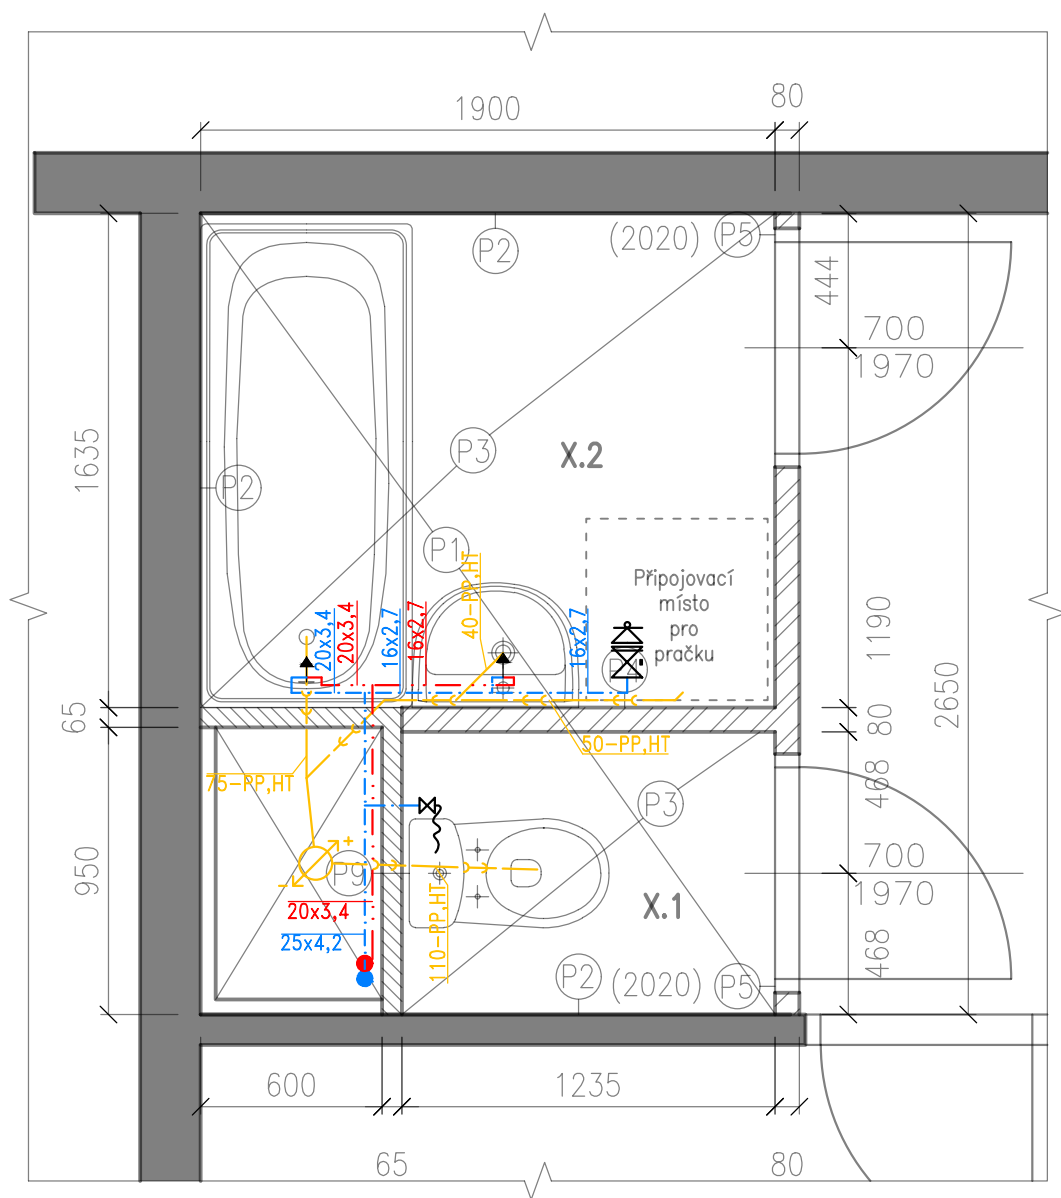 1900
80
P2
(2020)
P5
444
700
1970
1635
P3
X.2
P2
P1
40-PP,HT
Připojovací
místo
pro
pračku
20x3,4
20x3,4
16x2,7
16x2,7
16x2,7
1190
2650
65
80
50-PP,HT
75-PP,HT
468
P3
+
950
P9
700
1970
-
X.1
110-PP,HT
20x3,4
25x4,2
468
P2
(2020)
P5
600
1235
65
80